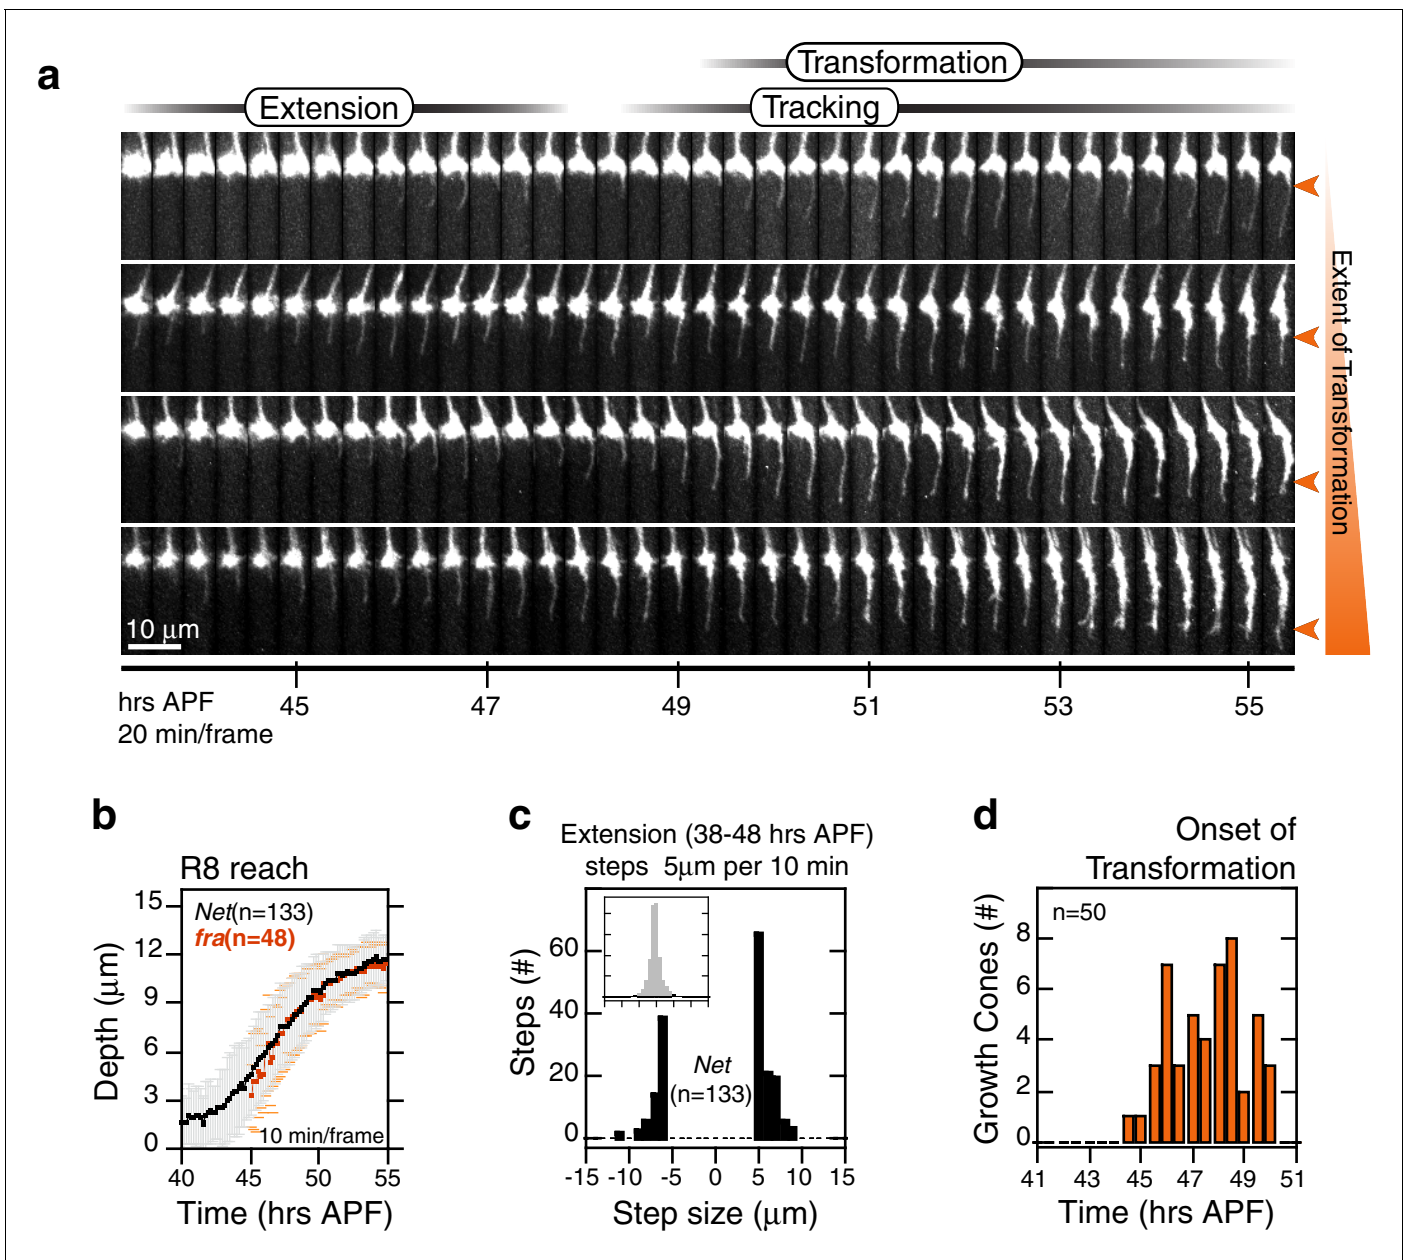 a
Transformation
Extension
Tracking
Extent of Transformation
10 μm
hrs APF
45
47
49
51
53
55
20 min/frame
b
R8 reach
Net(n=133)
fra(n=48)
15
12
9
6
3
0
Depth (μm)
10 min/frame
40
45
50
55
Time (hrs APF)
c
Extension (38-48 hrs APF)
steps 5μm per 10 min
60
40
20
0
Steps (#)
Net
(n=133)
-15
-10
-5
0
5
10
15
Step size (μm)
d
Onset of
Transformation
n=50
8
6
4
2
0
Growth Cones (#)
41
43
45
47
49
51
Time (hrs APF)